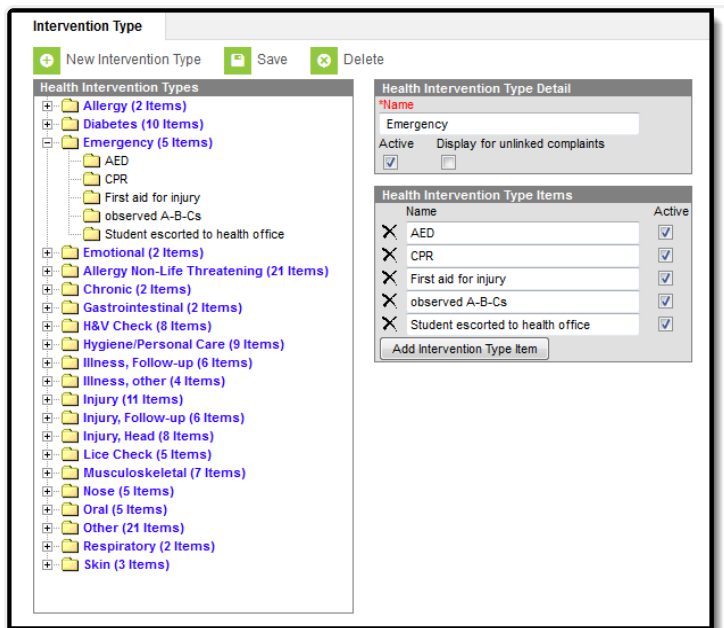 Intervention Type
New Intervention Type Save Delete
Health Intervention Types
Allergy (2 Items)
Diabetes (10 Items)
Emergency (5 Items)
AED
CPR
First aid for injury
observed A-B-Cs
Student escorted to health office
Emotional (2 Items)
Allergy Non-Life Threatening (21 Items)
Chronic (2 Items)
Gastrointestinal (2 Items)
H&V Check (8 Items)
Hygiene/Personal Care (9 Items)
Illness, Follow-up (6 Items)
Illness, other (4 Items)
Injury (11 Items)
Injury, Follow-up (6 Items)
Injury, Head (8 Items)
Lice Check (5 Items)
Musculoskeletal (7 Items)
Nose (5 Items)
Oral (5 Items)
Other (21 Items)
Respiratory (2 Items)
Skin (3 Items)
Health Intervention Type Detail
*Name
Emergency
Active Display for unlinked complaints
Health Intervention Type Items
Name Active
AED
CPR
First aid for injury
observed A-B-Cs
Student escorted to health office
Add Intervention Type Item